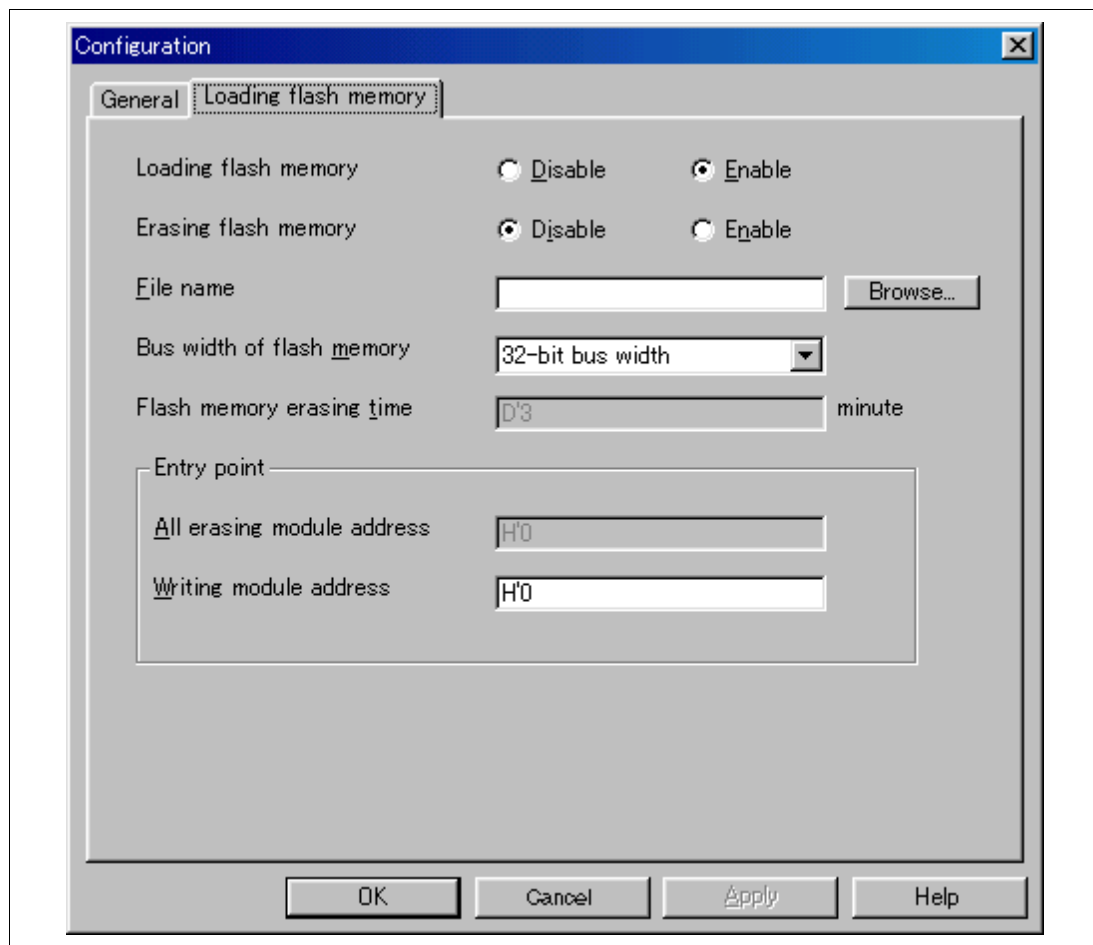 Configuration
General Loading flash memory
Loading flash memory Disable Enable
Erasing flash memory Disable Enable
File name Browse...
Bus width of flash memory 32-bit bus width
Flash memory erasing time D'3 minute
Entry point
All erasing module address H'0
Writing module address H'0
OK Cancel Apply Help